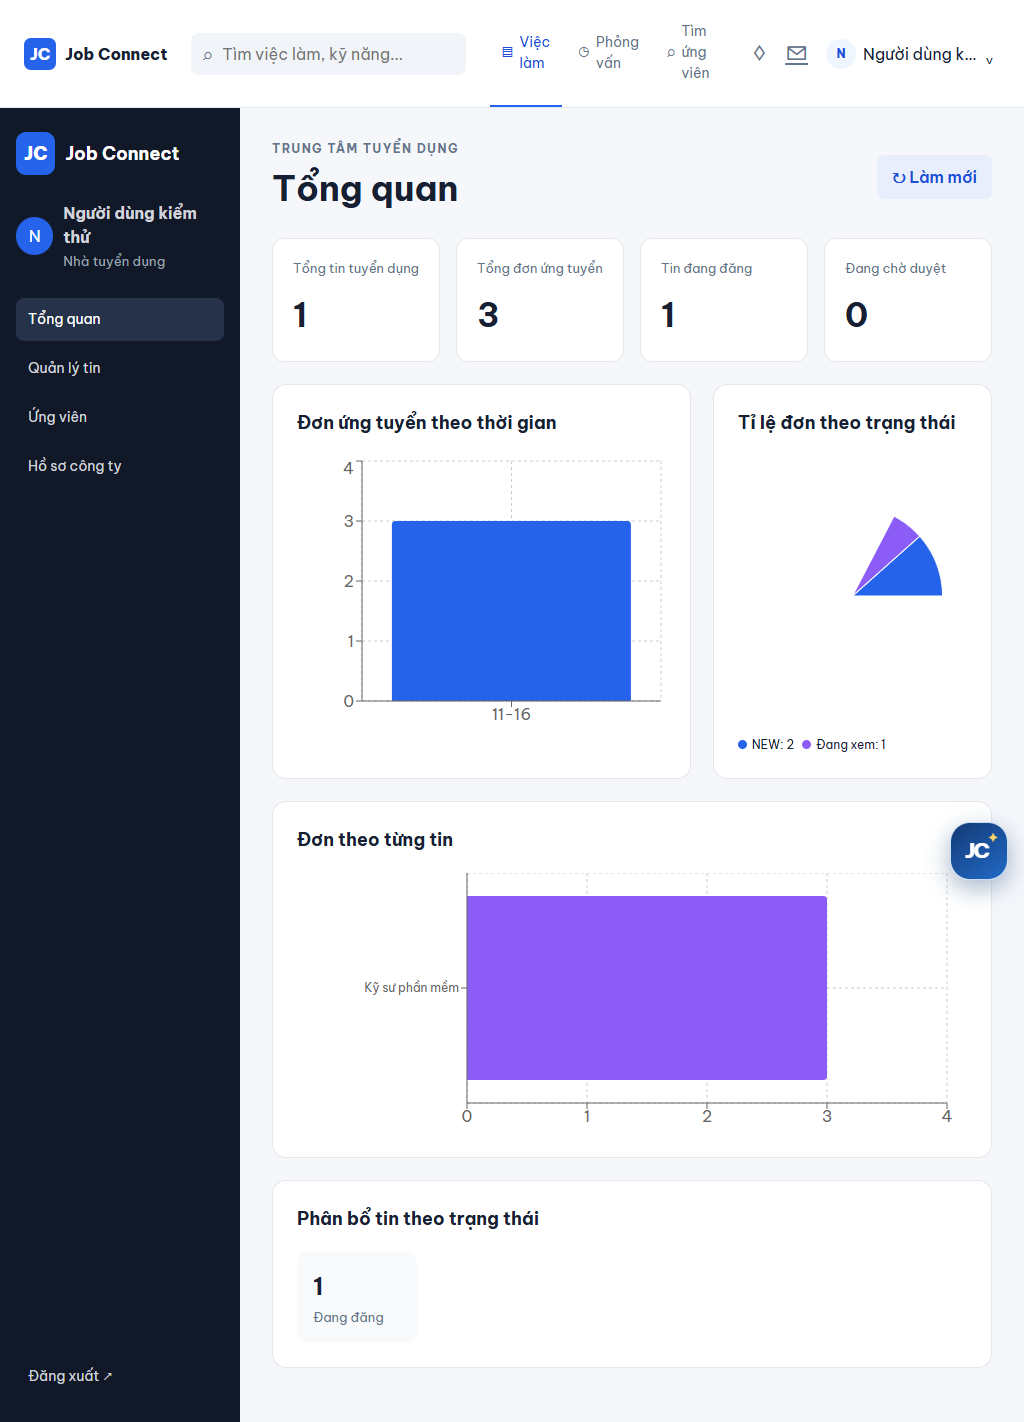 JC Job Connect
Tìm việc làm, kỹ năng...
Việc làm
Phỏng vấn
Tìm ứng viên
N Người dùng k...
JC Job Connect
N
Người dùng kiểm
thử
Nhà tuyển dụng
Tổng quan
Quản lý tin
Ứng viên
Hồ sơ công ty
Đăng xuất ↗
TRUNG TÂM TUYỂN DỤNG
Tổng quan
↻ Làm mới
Tổng tin tuyển dụng
1
Tổng đơn ứng tuyển
3
Tin đang đăng
1
Đang chờ duyệt
0
Đơn ứng tuyển theo thời gian
4
3
2
1
0
11-16
Tỉ lệ đơn theo trạng thái
NEW: 2 Đang xem: 1
Đơn theo từng tin
JC
Kỹ sư phần mềm
0 1 2 3 4
Phân bổ tin theo trạng thái
1
Đang đăng